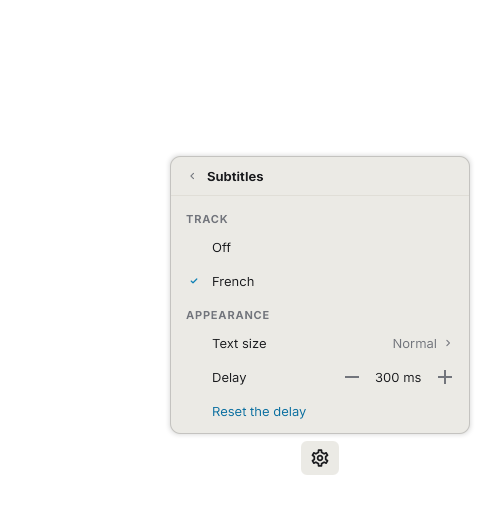 Subtitles
TRACK
Off
French
APPEARANCE
Text size Normal
Delay 300 ms
Reset the delay